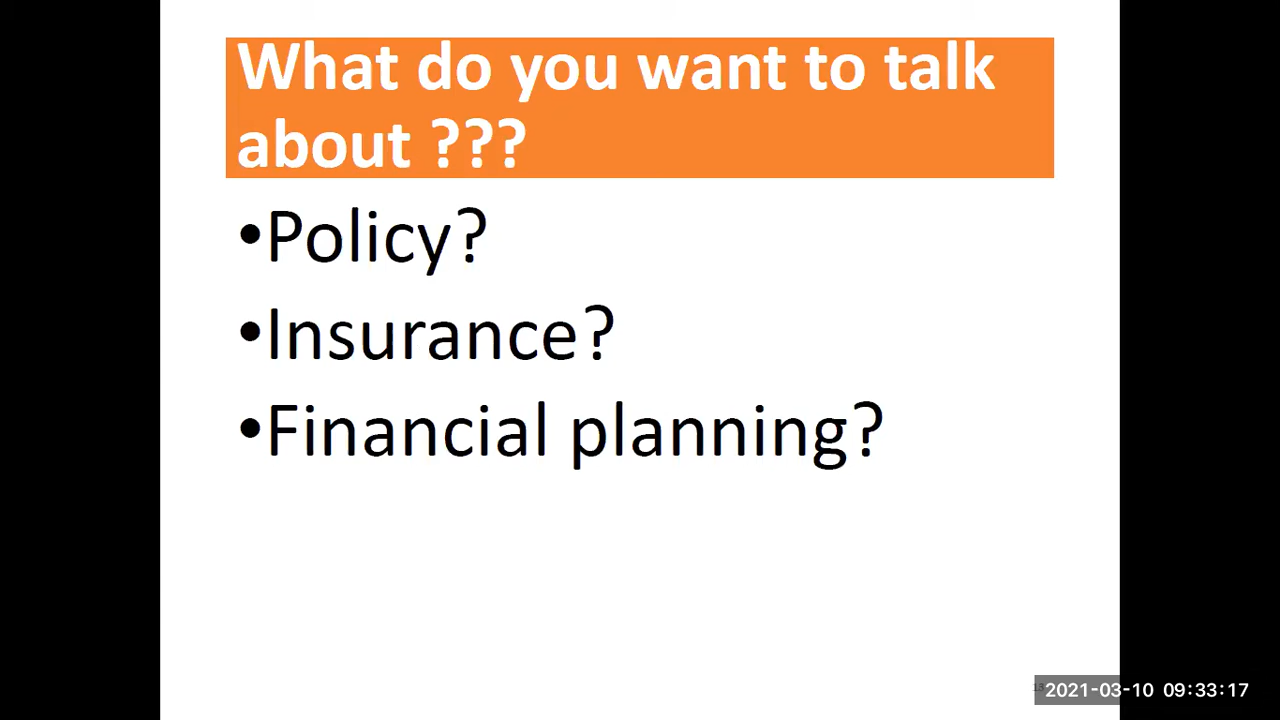 What do you want to talk
about ???
•Policy?
•Insurance?
•Financial planning?
2021-03-10 09:33:17